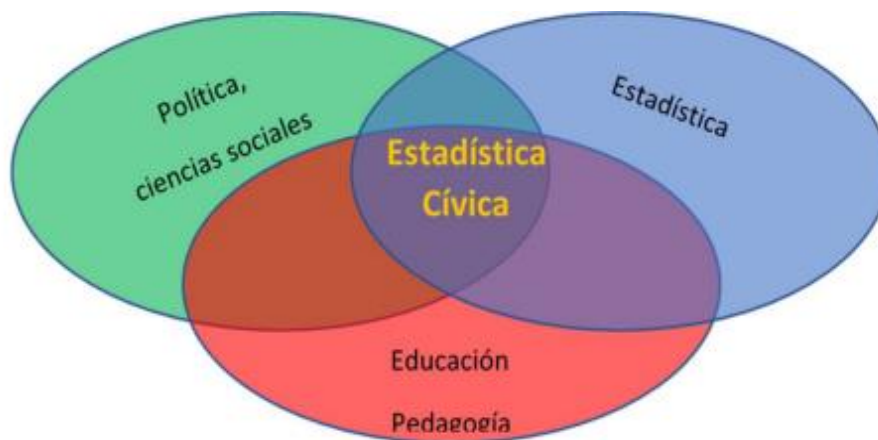 Política,
ciencias sociales
Estadística
Estadística
Cívica
Educación
Pedagogía